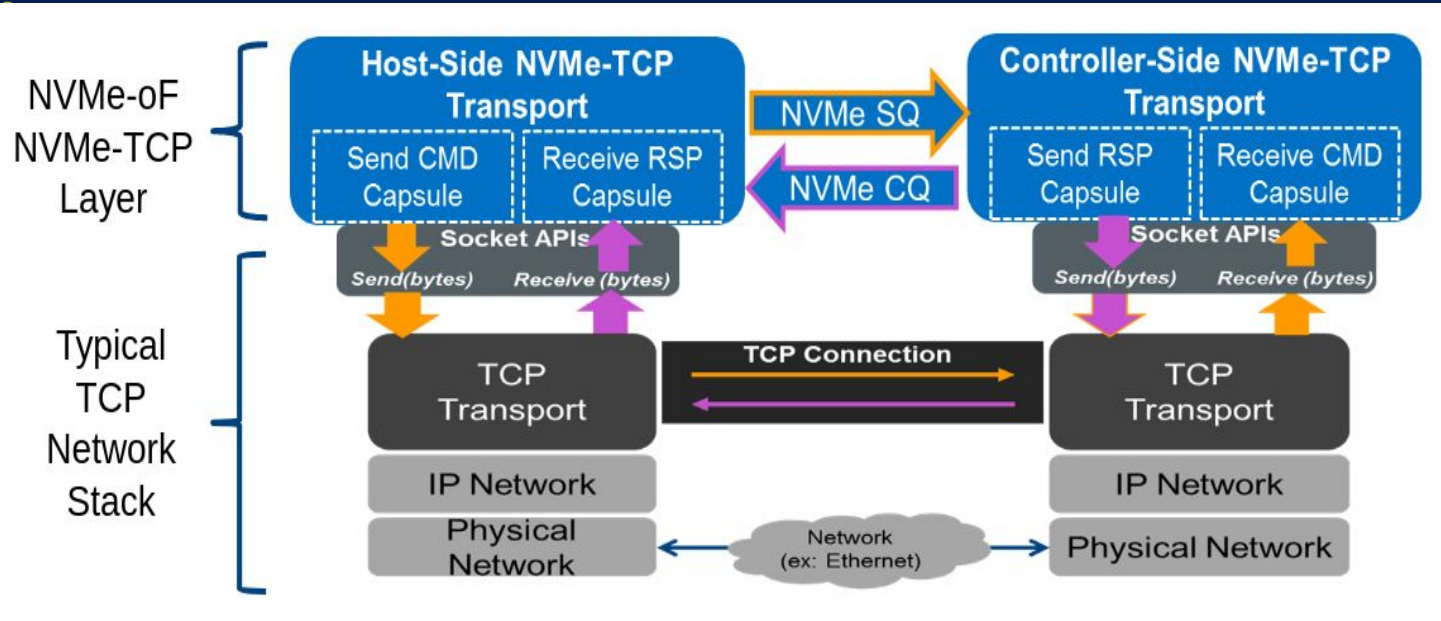 NVMe-oF
NVMe-TCP
Layer
Host-Side NVMe-TCP
Transport
Send CMD
Capsule
Receive RSP
Capsule
NVMe SQ
NVMe CQ
Controller-Side NVMe-TCP
Transport
Send RSP
Capsule
Receive CMD
Capsule
Socket APIs
Send(bytes)
Receive (bytes)
Socket APIs
Send(bytes)
Receive (bytes)
Typical
TCP
Network
Stack
TCP
Transport
TCP Connection
TCP
Transport
IP Network
IP Network
Physical
Network
Network
(ex: Ethernet)
Physical Network